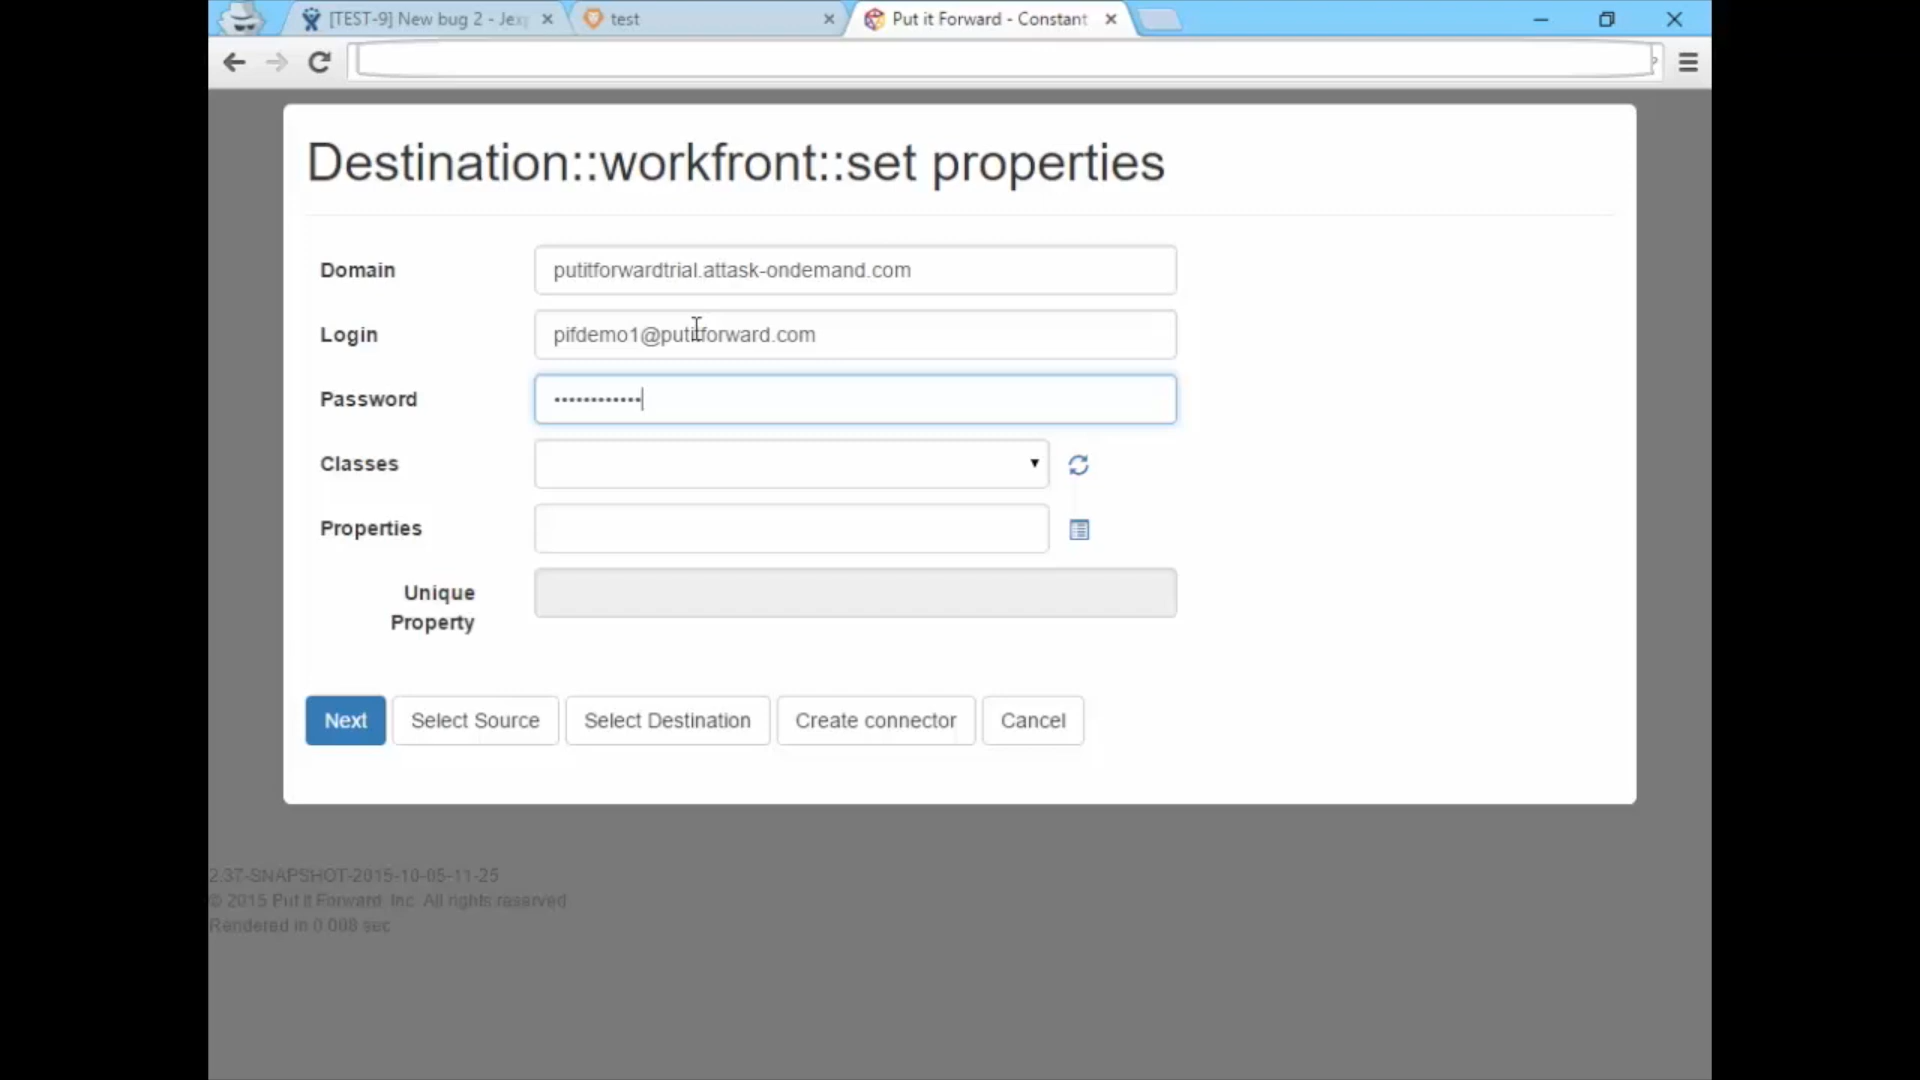 [TEST-9] New bug 2 - Jex
test
Put it Forward - Constant
Destination::workfront::set properties
Domain
putitforwardtrial.attask-ondemand.com
Login
pifdemo1@putitforward.com
Password
••••••••••••
Classes
Properties
Unique
Property
Next
Select Source
Select Destination
Create connector
Cancel
2.37-SNAPSHOT-2015-10-05-11-25
© 2015 Put It Forward, Inc. All rights reserved
Rendered in 0.008 sec